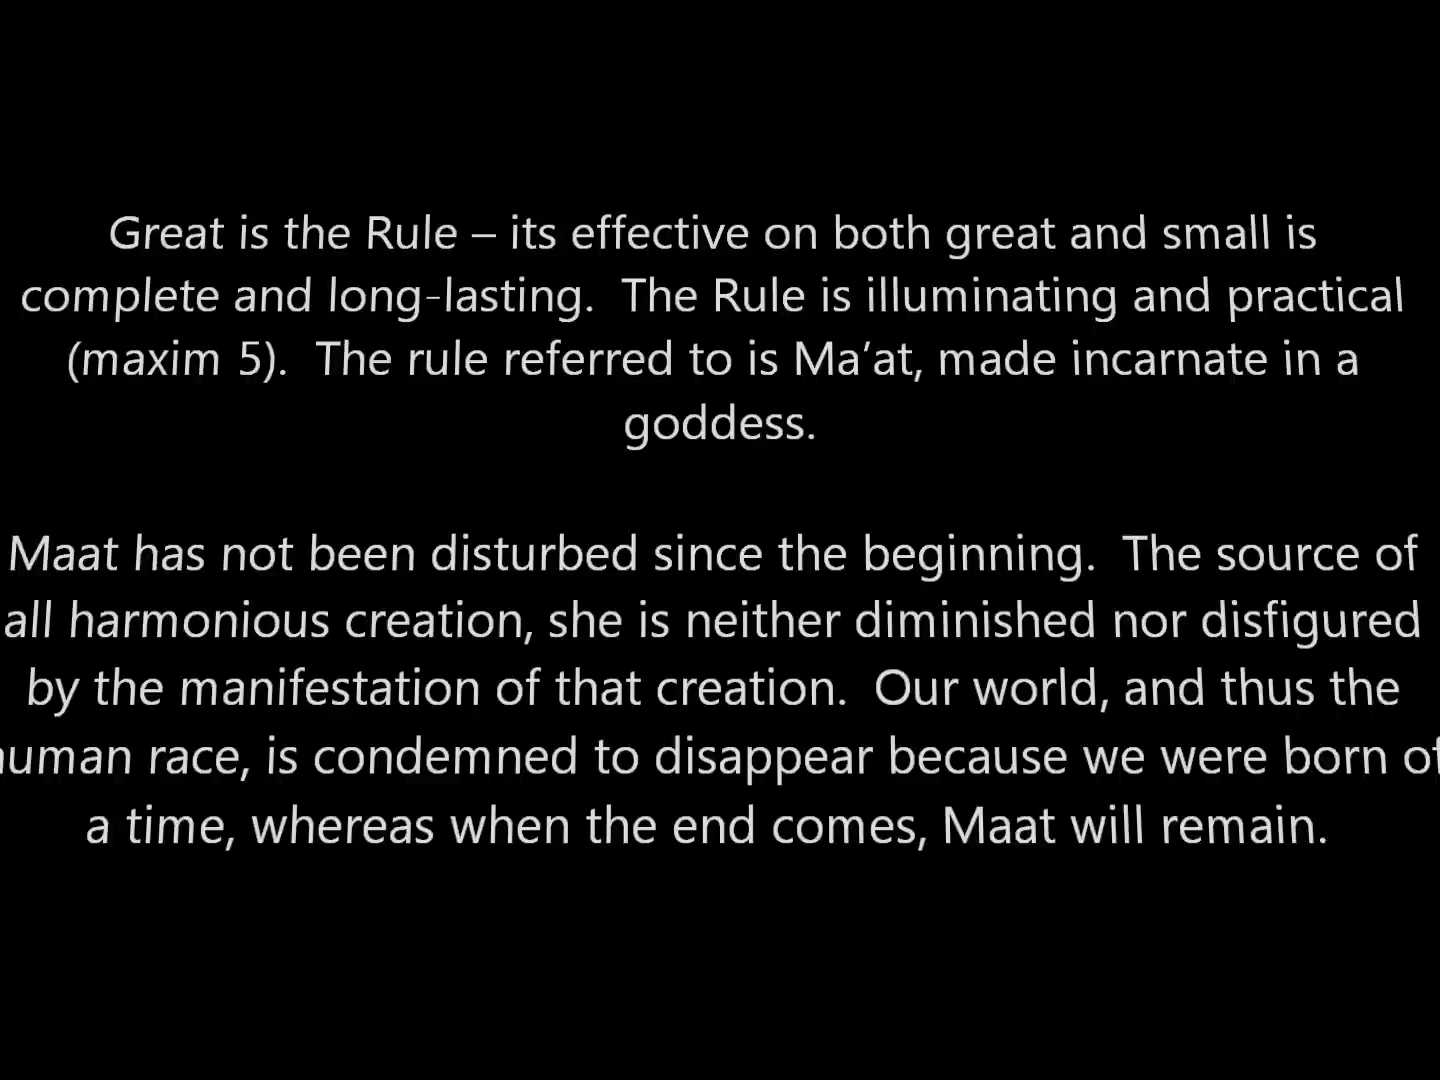 Great is the Rule – its effective on both great and small is
complete and long-lasting.  The Rule is illuminating and practical
(maxim 5).  The rule referred to is Ma’at, made incarnate in a
goddess.
Maat has not been disturbed since the beginning.  The source of
all harmonious creation, she is neither diminished nor disfigured
by the manifestation of that creation.  Our world, and thus the
human race, is condemned to disappear because we were born of
a time, whereas when the end comes, Maat will remain.